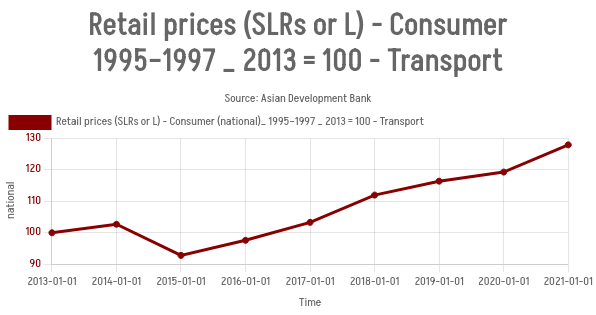 Retail prices (SLRs or L) - Consumer
1995-1997 _ 2013 = 100 - Transport
Source: Asian Development Bank
Retail prices (SLRs or L) - Consumer (national)_ 1995-1997 _ 2013 = 100 - Transport
130
120
110
100
90
national
2013-01-01 2014-01-01 2015-01-01 2016-01-01 2017-01-01 2018-01-01 2019-01-01 2020-01-01 2021-01-01
Time